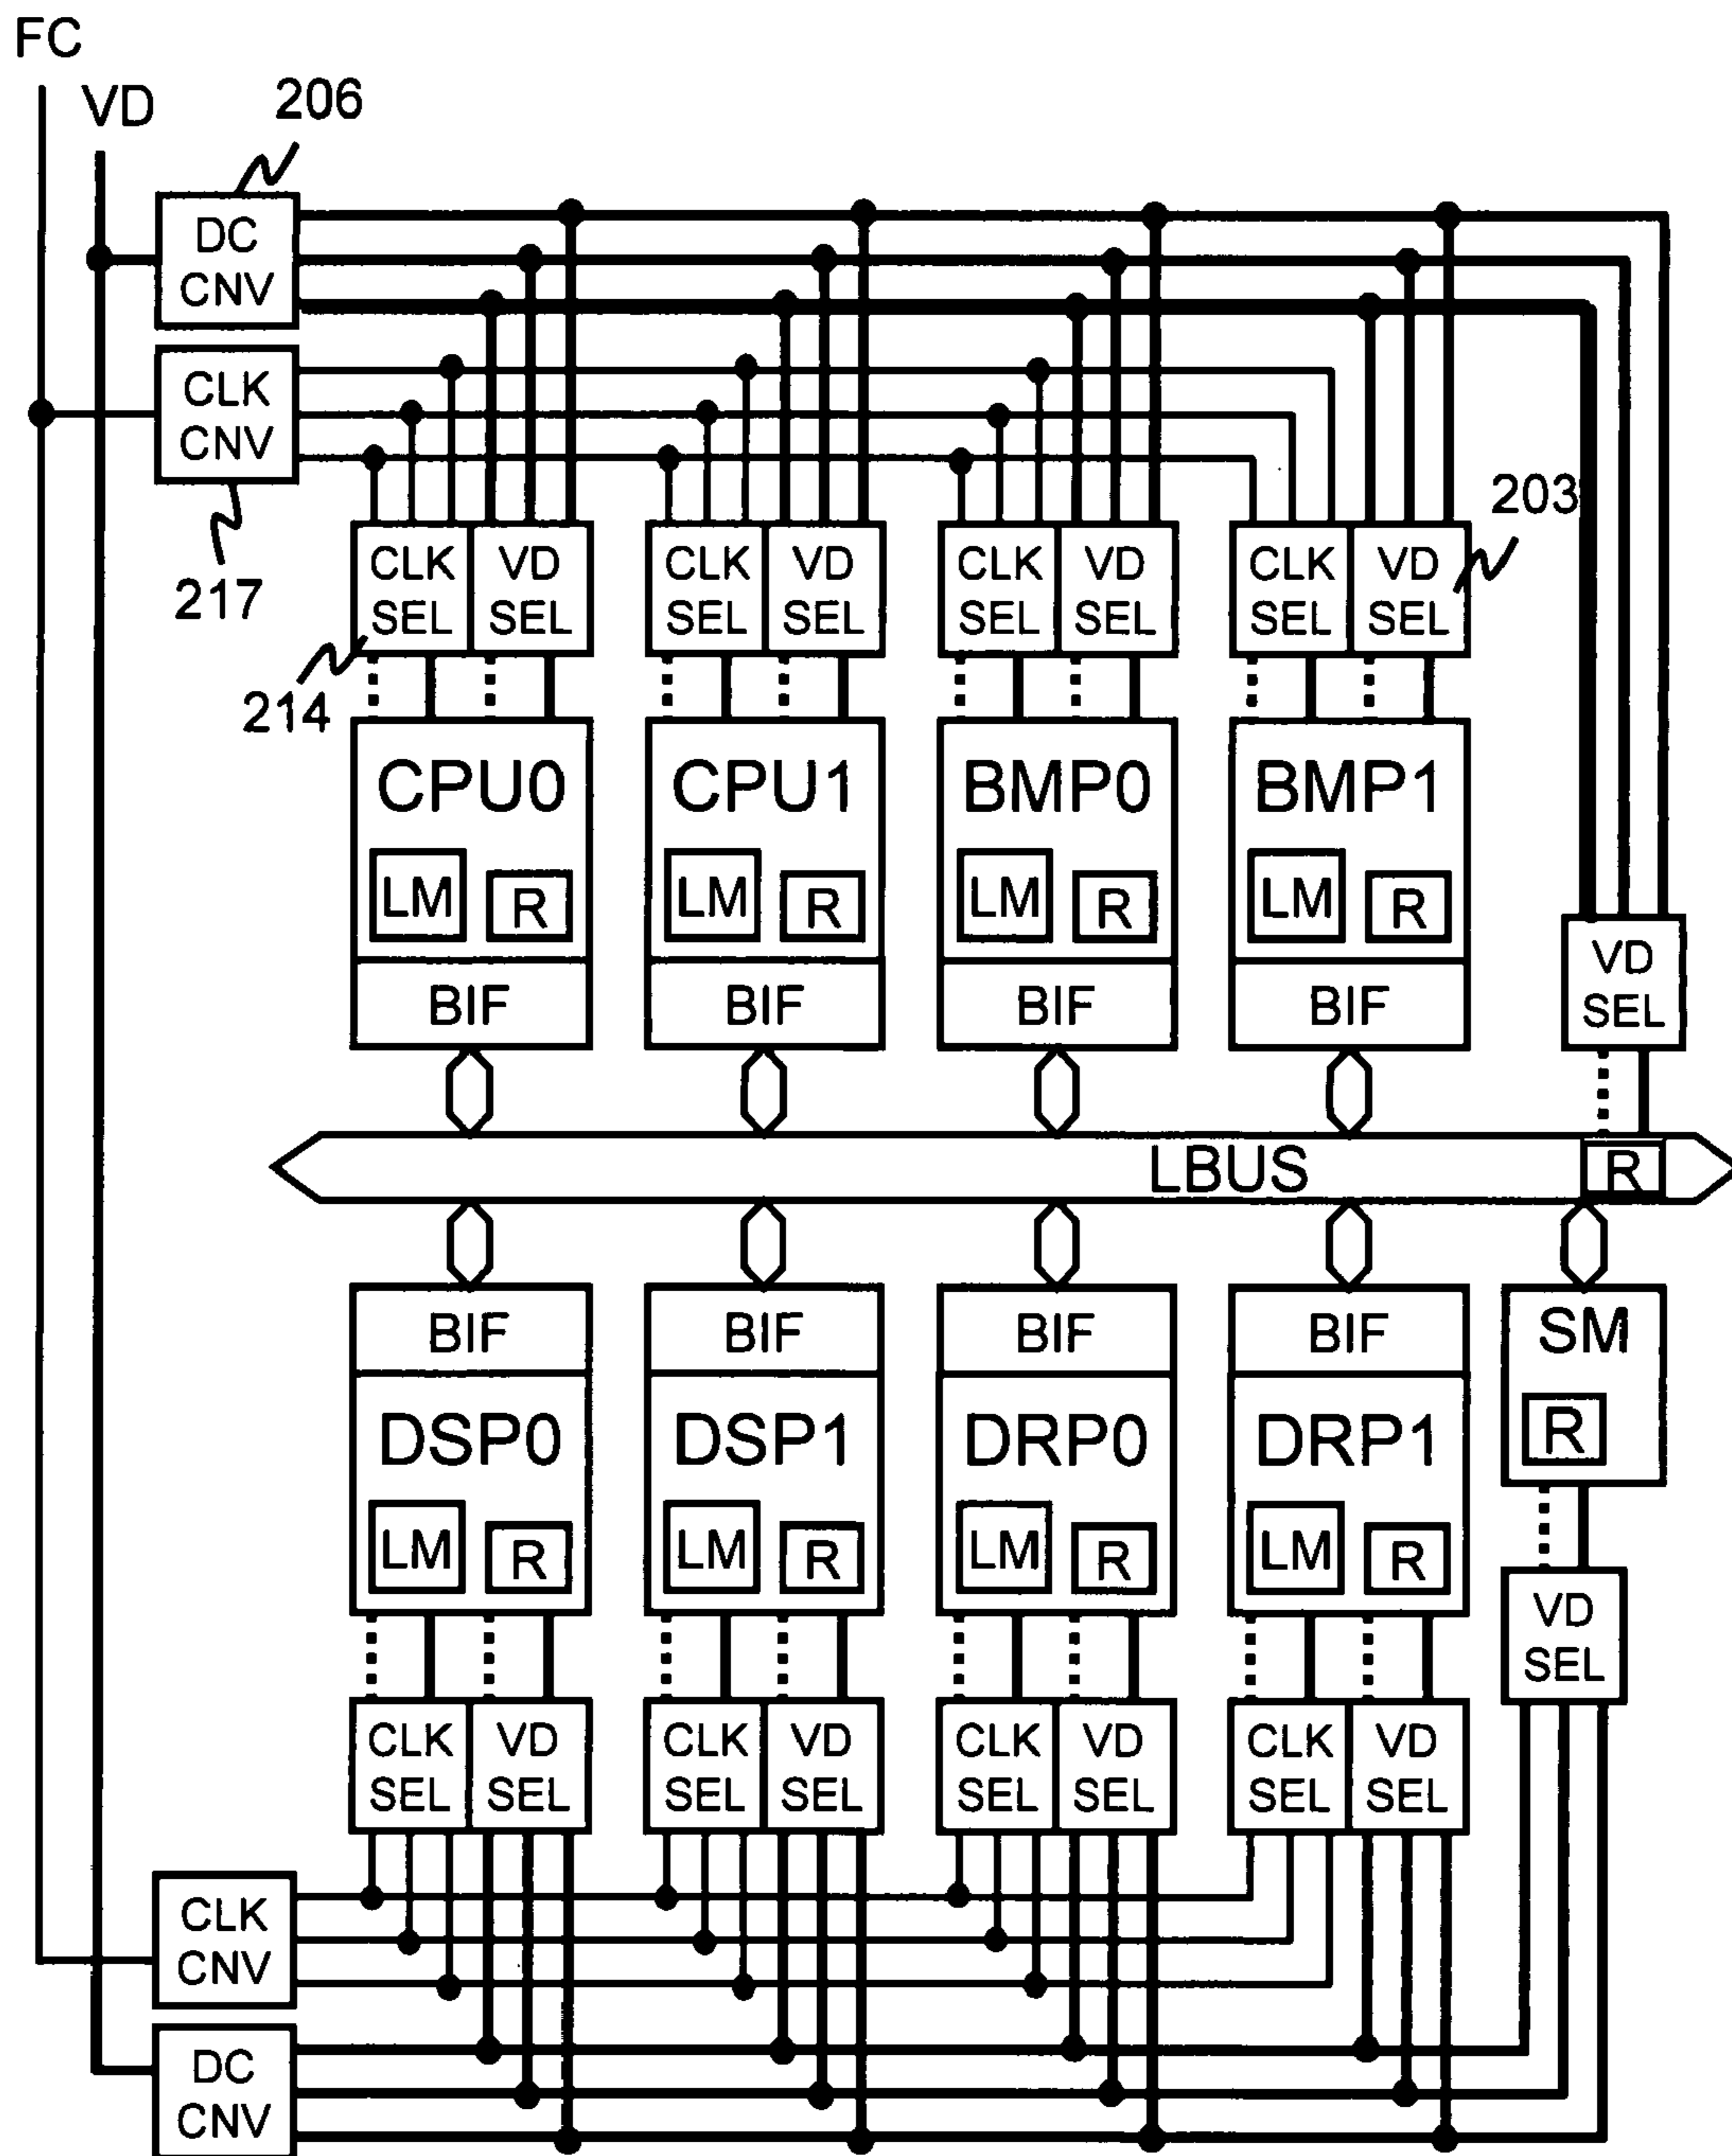 FC
VD
206
DC
CNV
CLK
CNV
217
203
CLK
SEL
VD
SEL
CLK
SEL
VD
SEL
CLK
SEL
VD
SEL
CLK
SEL
VD
SEL
214
CPU0
LM
R
BIF
CPU1
LM
R
BIF
BMP0
LM
R
BIF
BMP1
LM
R
BIF
VD
SEL
LBUS
R
BIF
DSP0
LM
R
BIF
DSP1
LM
R
BIF
DRP0
LM
R
BIF
DRP1
LM
R
SM
R
VD
SEL
CLK
SEL
VD
SEL
CLK
SEL
VD
SEL
CLK
SEL
VD
SEL
CLK
SEL
VD
SEL
CLK
CNV
DC
CNV